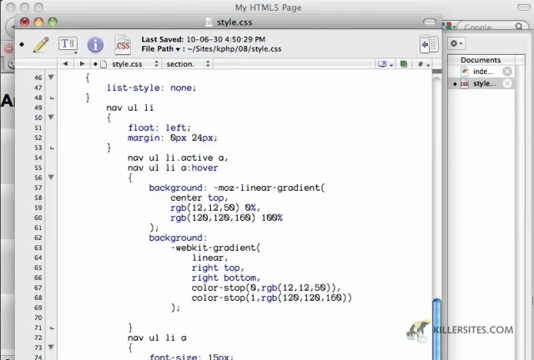 My HTML5 Page
style.css
Last Saved: 10-06-30 4:50:29 PM
File Path ▾: ~/Sites/kphp/08/style.css
Google
Documents
inde...
style...
style.css
section.
46 {
47 list-style: none;
48 }
49 nav ul li
50 {
51 float: left;
52 margin: 0px 24px;
53 }
54 nav ul li.active a,
55 nav ul li a:hover
56 {
57 background: -moz-linear-gradient(
58 center top,
59 rgb(12,12,50) 0%,
60 rgb(120,120,160) 100%
61 );
62 background:
63 -webkit-gradient(
64 linear,
65 right top,
66 right bottom,
67 color-stop(0,rgb(12,12,50)),
68 color-stop(1,rgb(120,120,160))
69 );
70
71 }
72 nav ul li a
73 {
font-size: 15px;
KILLERSITES.COM